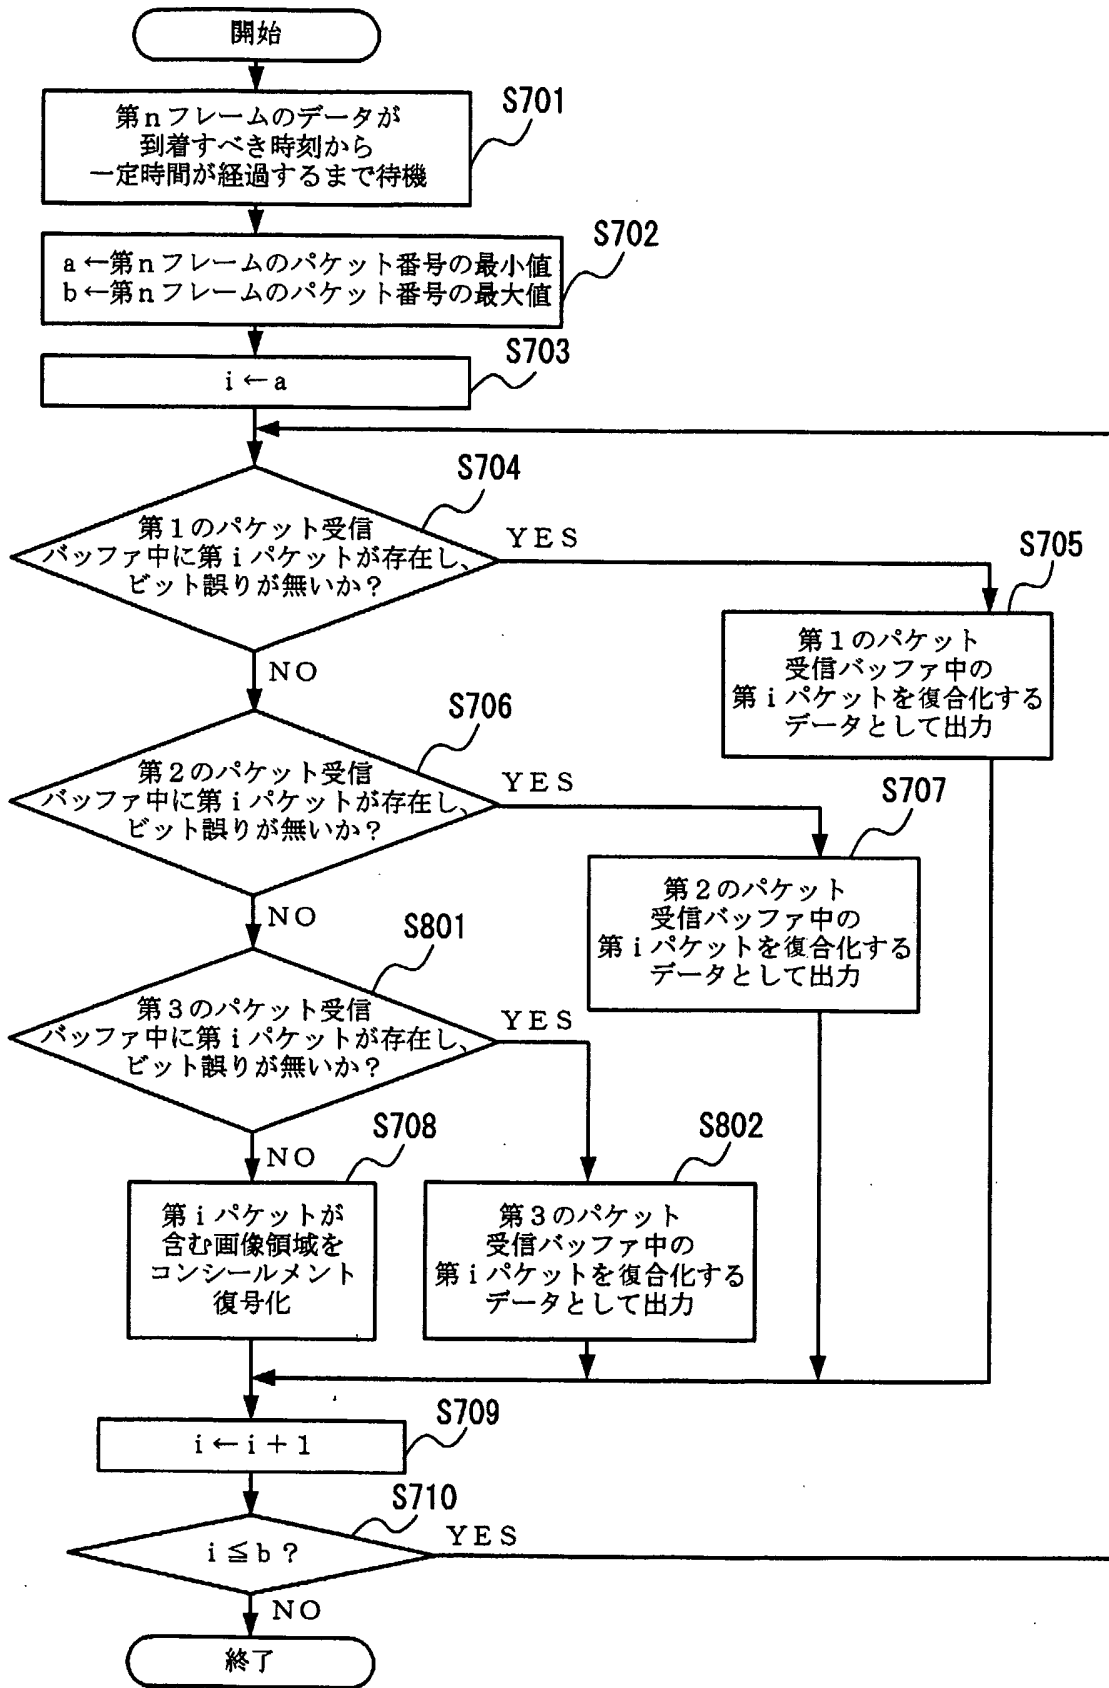 開始
S701
第nフレームのデータが
到着すべき時刻から
一定時間が経過するまで待機
S702
a←第nフレームのパケット番号の最小値
b←第nフレームのパケット番号の最大値
S703
i←a
S704
第1のパケット受信
バッファ中に第iパケットが存在し、
ビット誤りが無いか?
YES
NO
S705
第1のパケット
受信バッファ中の
第iパケットを復合化する
データとして出力
S706
第2のパケット受信
バッファ中に第iパケットが存在し、
ビット誤りが無いか?
YES
NO
S707
第2のパケット
受信バッファ中の
第iパケットを復合化する
データとして出力
S801
第3のパケット受信
バッファ中に第iパケットが存在し、
ビット誤りが無いか?
YES
NO
S708
第iパケットが
含む画像領域を
コンシールメント
復号化
S802
第3のパケット
受信バッファ中の
第iパケットを復合化する
データとして出力
S709
i←i+1
S710
i≦b?
YES
NO
終了